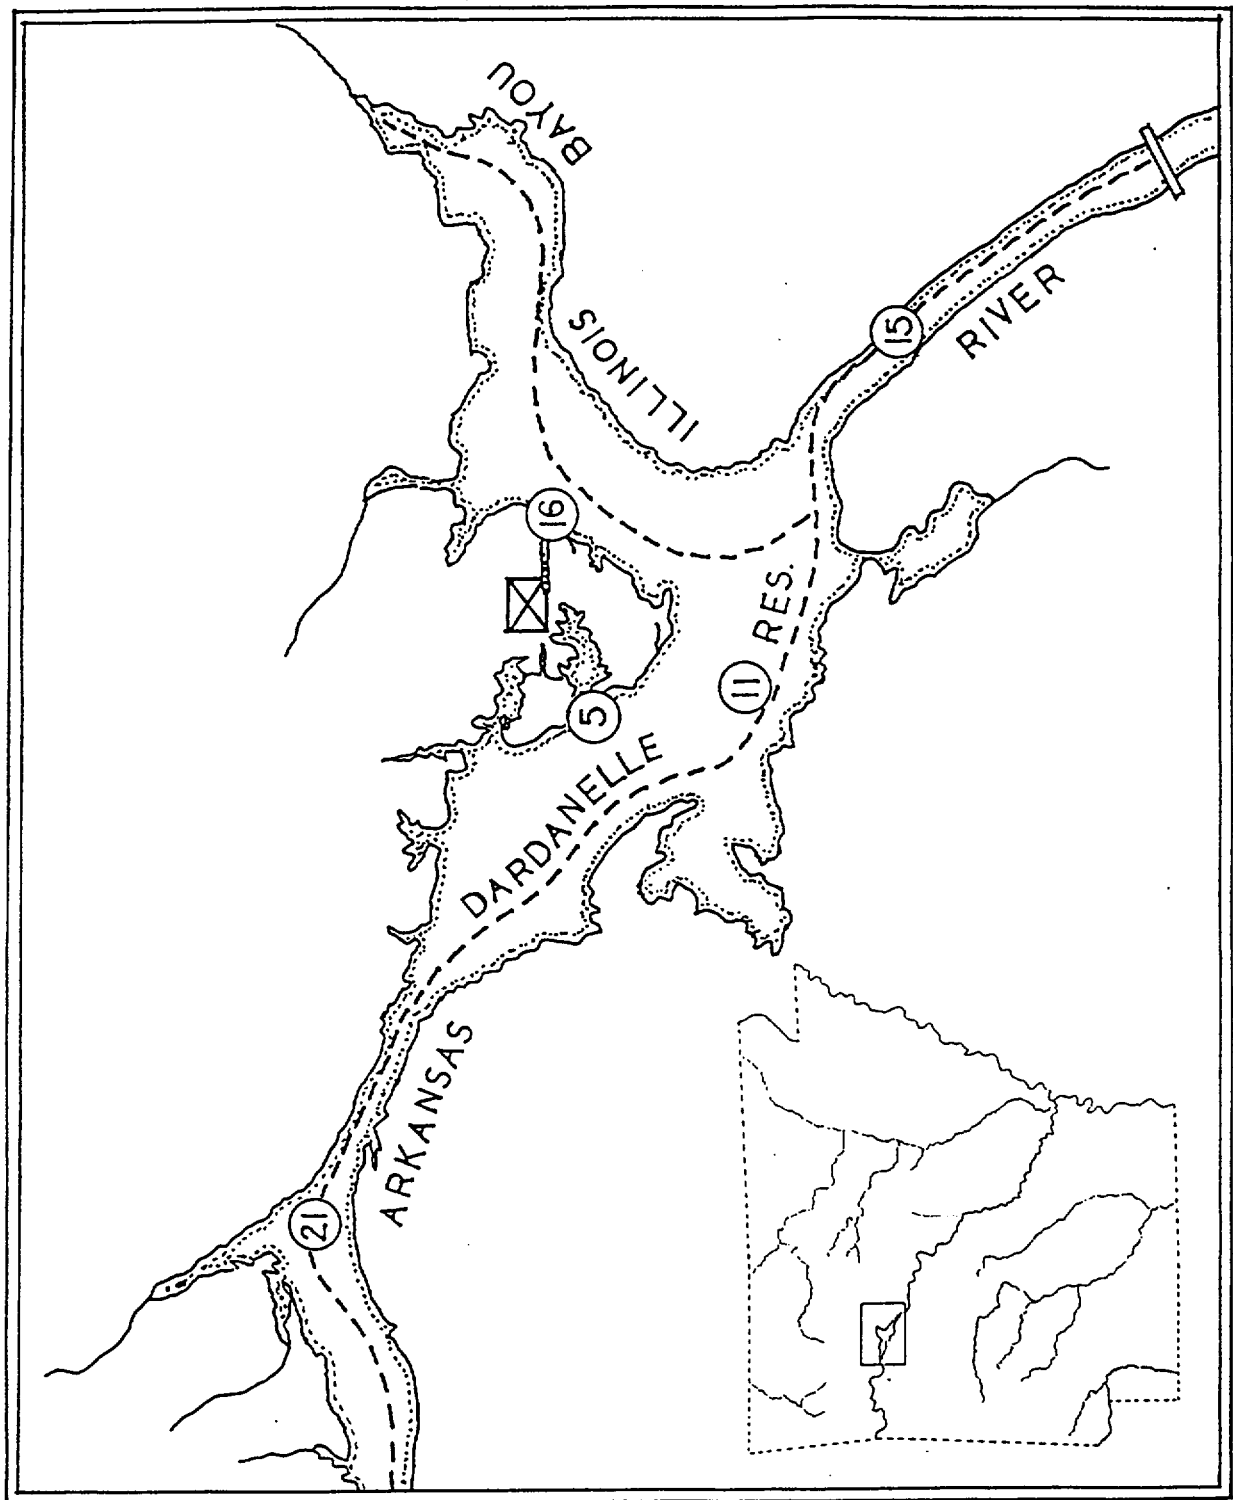 BAYOU
ILLINOIS
15
RIVER
16
RES.
11
5
DARDANELLE
ARKANSAS
21